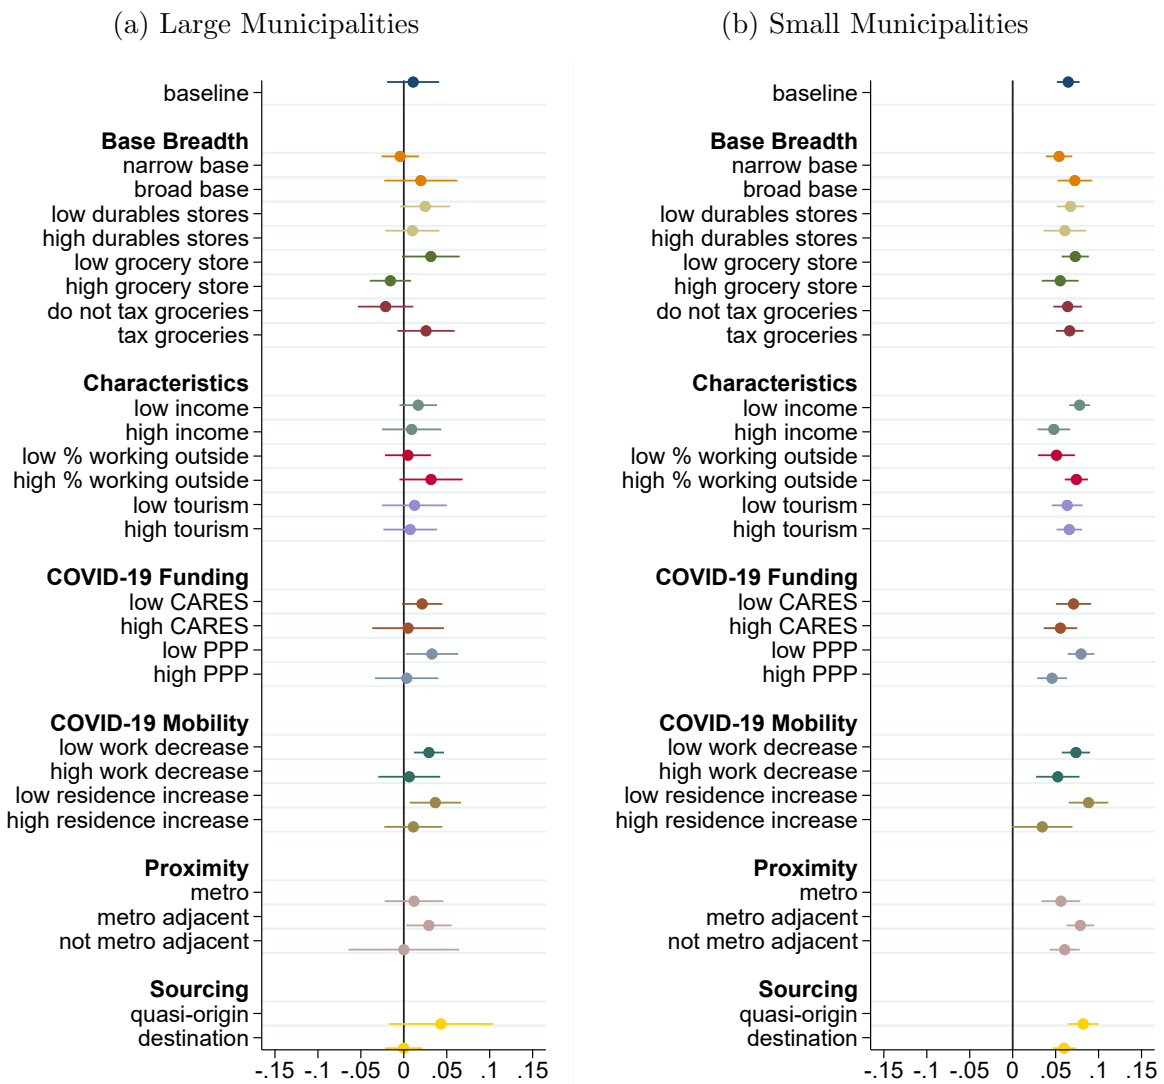 (a) Large Municipalities
baseline
Base Breadth
narrow base
broad base
low durables stores
high durables stores
low grocery store
high grocery store
do not tax groceries
tax groceries
Characteristics
low income
high income
low % working outside
high % working outside
low tourism
high tourism
COVID-19 Funding
low CARES
high CARES
low PPP
high PPP
COVID-19 Mobility
low work decrease
high work decrease
low residence increase
high residence increase
Proximity
metro
metro adjacent
not metro adjacent
Sourcing
quasi-origin
destination
-.15 -.1 -.05 0 .05 .1 .15
(b) Small Municipalities
baseline
Base Breadth
narrow base
broad base
low durables stores
high durables stores
low grocery store
high grocery store
do not tax groceries
tax groceries
Characteristics
low income
high income
low % working outside
high % working outside
low tourism
high tourism
COVID-19 Funding
low CARES
high CARES
low PPP
high PPP
COVID-19 Mobility
low work decrease
high work decrease
low residence increase
high residence increase
Proximity
metro
metro adjacent
not metro adjacent
Sourcing
quasi-origin
destination
-.15 -.1 -.05 0 .05 .1 .15